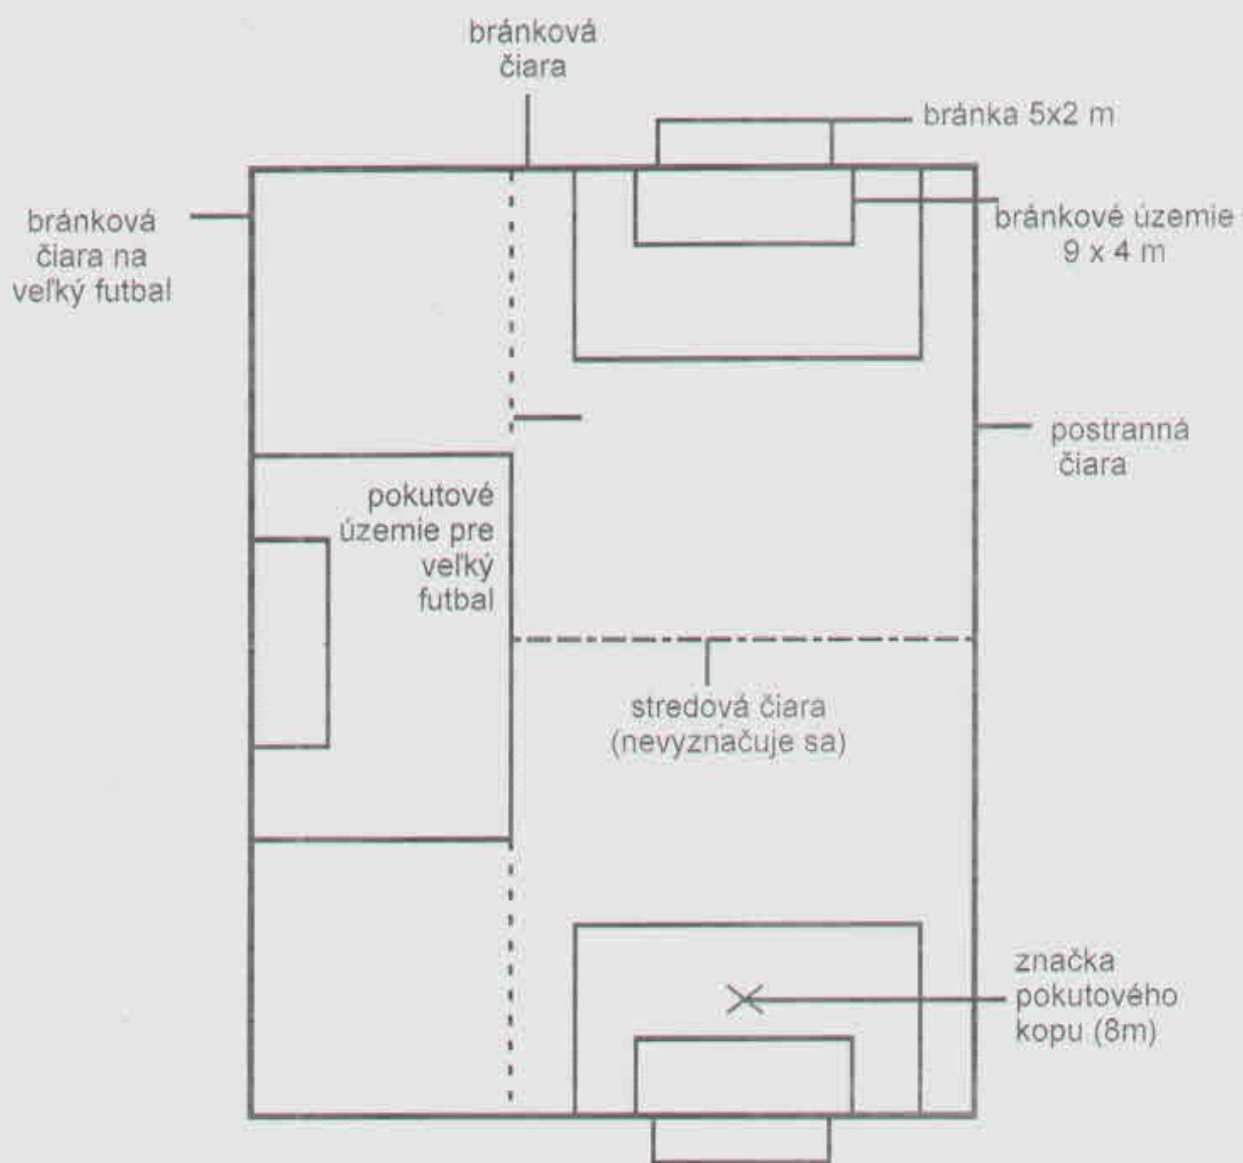 bránková
čiara
bránka 5x2 m
bránková
čiara na
veľký futbal
bránkové územie
9 x 4 m
postranná
čiara
pokutové
územie pre
veľký
futbal
stredová čiara
(nevyznačuje sa)
značka
pokutového
kopu (8m)